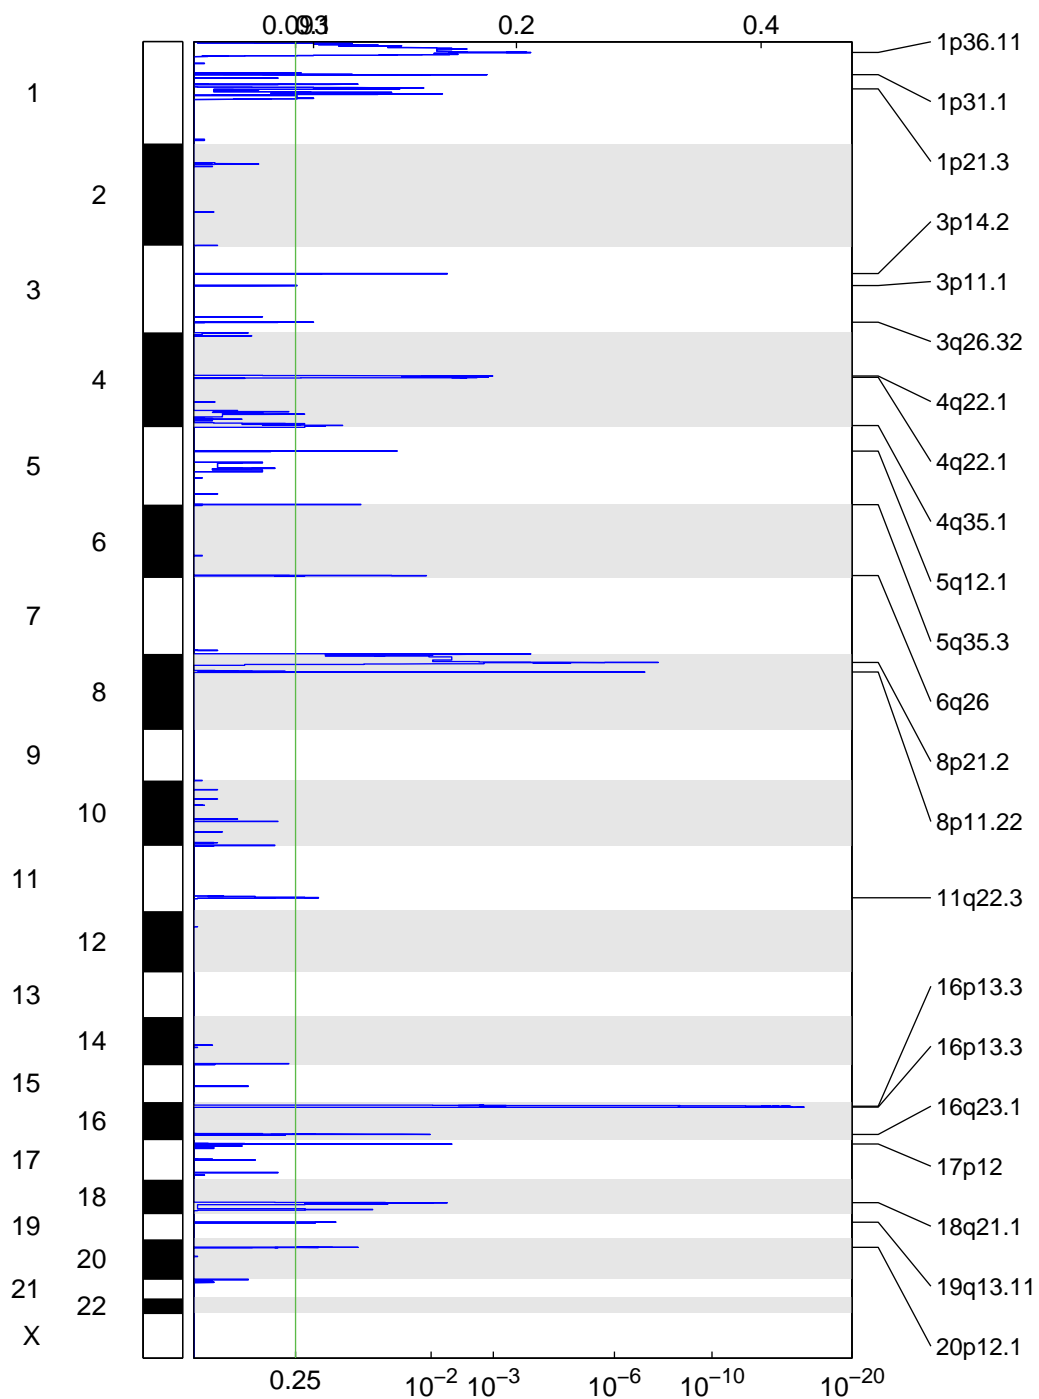 0.093 0.1 0.2 0.4
1
2
3
4
5
6
7
8
9
10
11
12
13
14
15
16
17
18
19
20
21
22
X
1p36.11
1p31.1
1p21.3
3p14.2
3p11.1
3q26.32
4q22.1
4q22.1
4q35.1
5q12.1
5q35.3
6q26
8p21.2
8p11.22
11q22.3
16p13.3
16p13.3
16q23.1
17p12
18q21.1
19q13.11
20p12.1
0.25 10⁻² 10⁻³ 10⁻⁶ 10⁻¹⁰ 10⁻²⁰